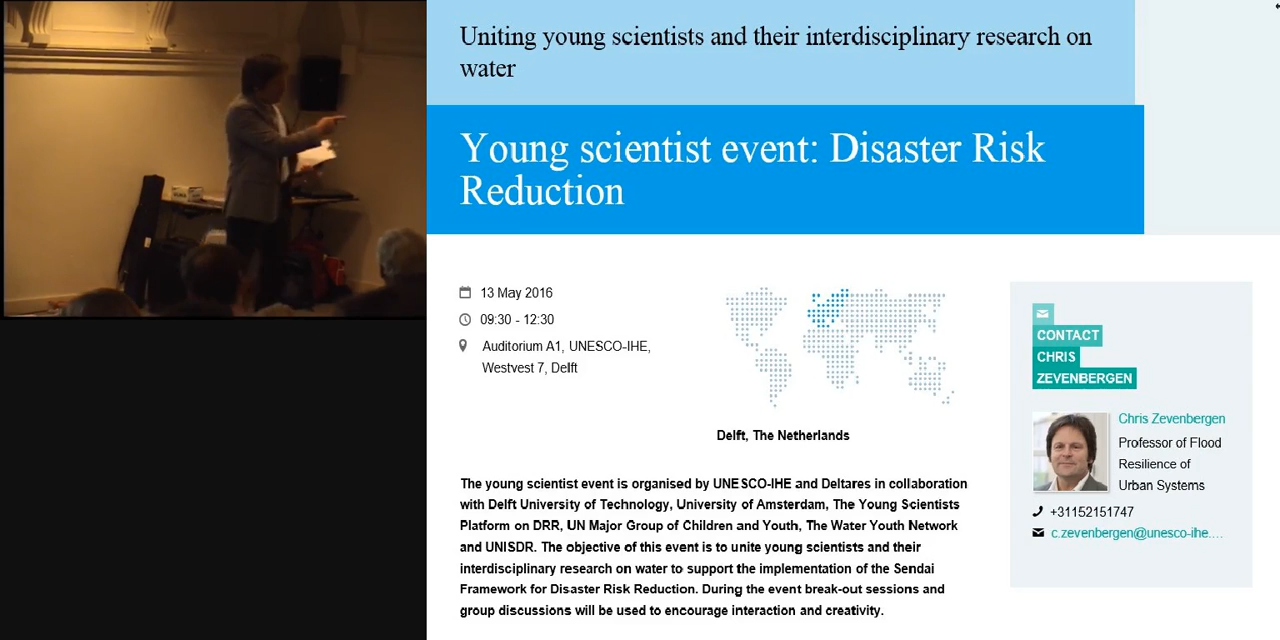 Uniting young scientists and their interdisciplinary research on
water
Young scientist event: Disaster Risk
Reduction
13 May 2016
09:30 - 12:30
Auditorium A1, UNESCO-IHE,
Westvest 7, Delft
Delft, The Netherlands
The young scientist event is organised by UNESCO-IHE and Deltares in collaboration
with Delft University of Technology, University of Amsterdam, The Young Scientists
Platform on DRR, UN Major Group of Children and Youth, The Water Youth Network
and UNISDR. The objective of this event is to unite young scientists and their
interdisciplinary research on water to support the implementation of the Sendai
Framework for Disaster Risk Reduction. During the event break-out sessions and
group discussions will be used to encourage interaction and creativity.
CONTACT
CHRIS
ZEVENBERGEN
Chris Zevenbergen
Professor of Flood
Resilience of
Urban Systems
+31152151747
c.zevenbergen@unesco-ihe....